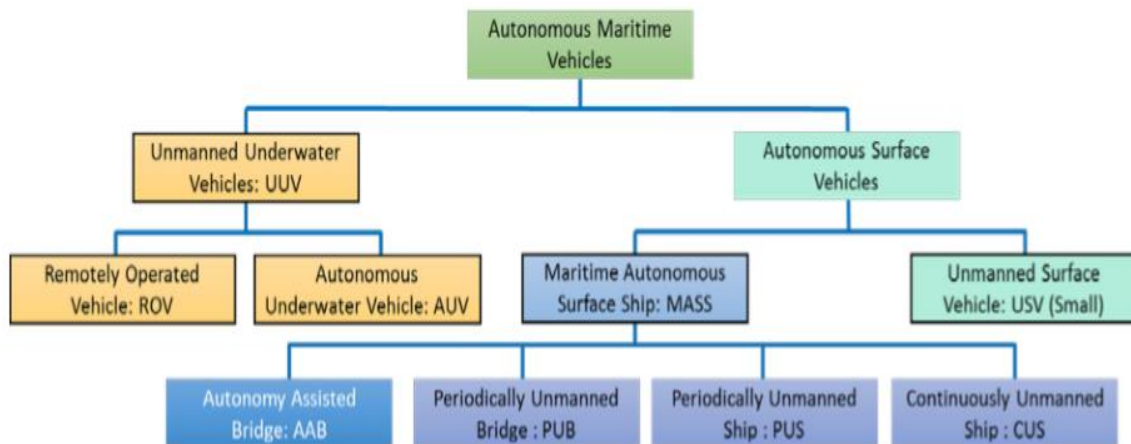 Autonomous Maritime
Vehicles
Unmanned Underwater
Vehicles: UUV
Autonomous Surface
Vehicles
Remotely Operated
Vehicle: ROV
Autonomous
Underwater Vehicle: AUV
Maritime Autonomous
Surface Ship: MASS
Unmanned Surface
Vehicle: USV (Small)
Autonomy Assisted
Bridge: AAB
Periodically Unmanned
Bridge : PUB
Periodically Unmanned
Ship : PUS
Continuously Unmanned
Ship : CUS